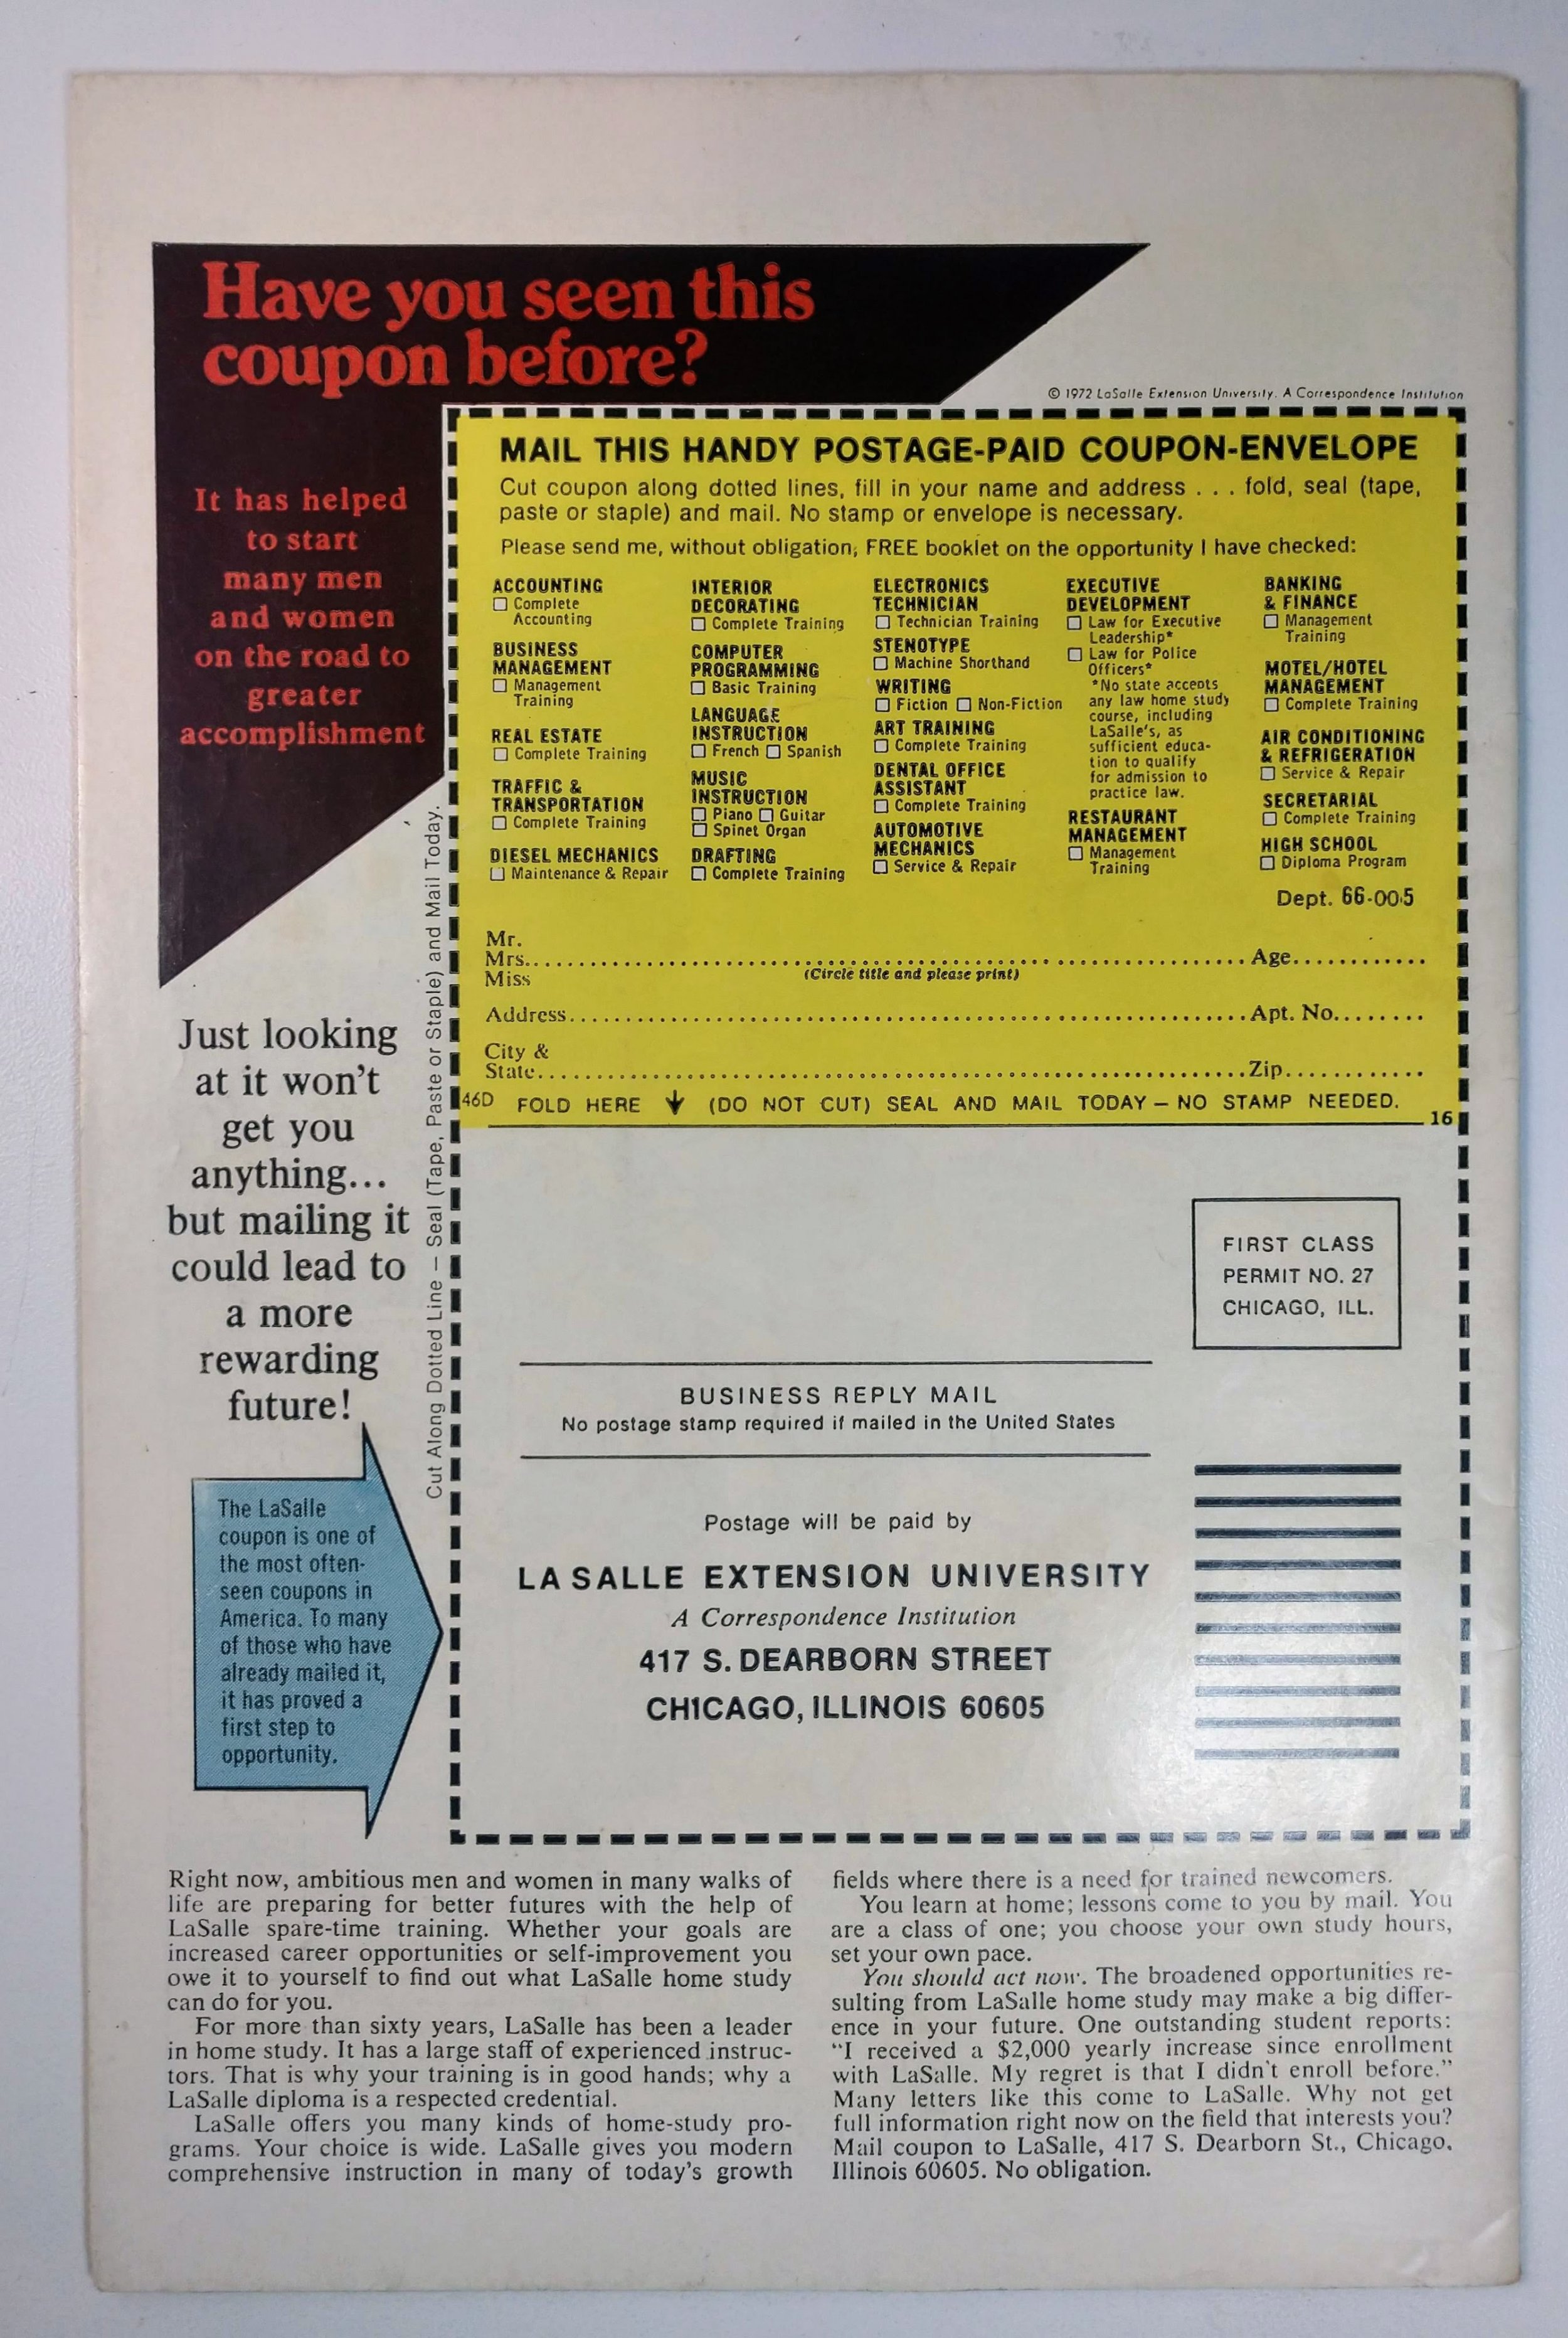 Have you seen this
coupon before?
It has helped
to start
many men
and women
on the road to
greater
accomplishment
Just looking
at it won't
get you
anything...
but mailing it
could lead to
a more
rewarding
future!
The LaSalle
coupon is one of
the most often-
seen coupons in
America. To many
of those who have
already mailed it,
it has proved a
first step to
opportunity.
Cut Along Dotted Line — Seal (Tape, Paste or Staple) and Mail Today.
© 1972 LaSalle Extension University. A Correspondence Institution
MAIL THIS HANDY POSTAGE-PAID COUPON-ENVELOPE
Cut coupon along dotted lines, fill in your name and address . . . fold, seal (tape,
paste or staple) and mail. No stamp or envelope is necessary.
Please send me, without obligation, FREE booklet on the opportunity I have checked:
ACCOUNTING
☐ Complete
Accounting
BUSINESS
MANAGEMENT
☐ Management
Training
REAL ESTATE
☐ Complete Training
TRAFFIC &
TRANSPORTATION
☐ Complete Training
DIESEL MECHANICS
☐ Maintenance & Repair
INTERIOR
DECORATING
☐ Complete Training
COMPUTER
PROGRAMMING
☐ Basic Training
LANGUAGE
INSTRUCTION
☐ French ☐ Spanish
MUSIC
INSTRUCTION
☐ Piano ☐ Guitar
☐ Spinet Organ
DRAFTING
☐ Complete Training
ELECTRONICS
TECHNICIAN
☐ Technician Training
STENOTYPE
☐ Machine Shorthand
WRITING
☐ Fiction ☐ Non-Fiction
ART TRAINING
☐ Complete Training
DENTAL OFFICE
ASSISTANT
☐ Complete Training
AUTOMOTIVE
MECHANICS
☐ Service & Repair
EXECUTIVE
DEVELOPMENT
☐ Law for Executive
Leadership*
☐ Law for Police
Officers*
*No state accepts
any law home study
course, including
LaSalle's, as
sufficient educa-
tion to qualify
for admission to
practice law.
RESTAURANT
MANAGEMENT
☐ Management
Training
BANKING
& FINANCE
☐ Management
Training
MOTEL/HOTEL
MANAGEMENT
☐ Complete Training
AIR CONDITIONING
& REFRIGERATION
☐ Service & Repair
SECRETARIAL
☐ Complete Training
HIGH SCHOOL
☐ Diploma Program
Dept. 66-005
Mr.
Mrs. Age
(Circle title and please print)
Miss
Address Apt. No.
City &
State Zip
46D FOLD HERE ↓ (DO NOT CUT) SEAL AND MAIL TODAY — NO STAMP NEEDED.
16
FIRST CLASS
PERMIT NO. 27
CHICAGO, ILL.
BUSINESS REPLY MAIL
No postage stamp required if mailed in the United States
Postage will be paid by
LA SALLE EXTENSION UNIVERSITY
A Correspondence Institution
417 S. DEARBORN STREET
CHICAGO, ILLINOIS 60605
Right now, ambitious men and women in many walks of
life are preparing for better futures with the help of
LaSalle spare-time training. Whether your goals are
increased career opportunities or self-improvement you
owe it to yourself to find out what LaSalle home study
can do for you.
For more than sixty years, LaSalle has been a leader
in home study. It has a large staff of experienced instruc-
tors. That is why your training is in good hands; why a
LaSalle diploma is a respected credential.
LaSalle offers you many kinds of home-study pro-
grams. Your choice is wide. LaSalle gives you modern
comprehensive instruction in many of today's growth
fields where there is a need for trained newcomers.
You learn at home; lessons come to you by mail. You
are a class of one; you choose your own study hours,
set your own pace.
You should act now. The broadened opportunities re-
sulting from LaSalle home study may make a big differ-
ence in your future. One outstanding student reports:
"I received a $2,000 yearly increase since enrollment
with LaSalle. My regret is that I didn't enroll before."
Many letters like this come to LaSalle. Why not get
full information right now on the field that interests you?
Mail coupon to LaSalle, 417 S. Dearborn St., Chicago,
Illinois 60605. No obligation.